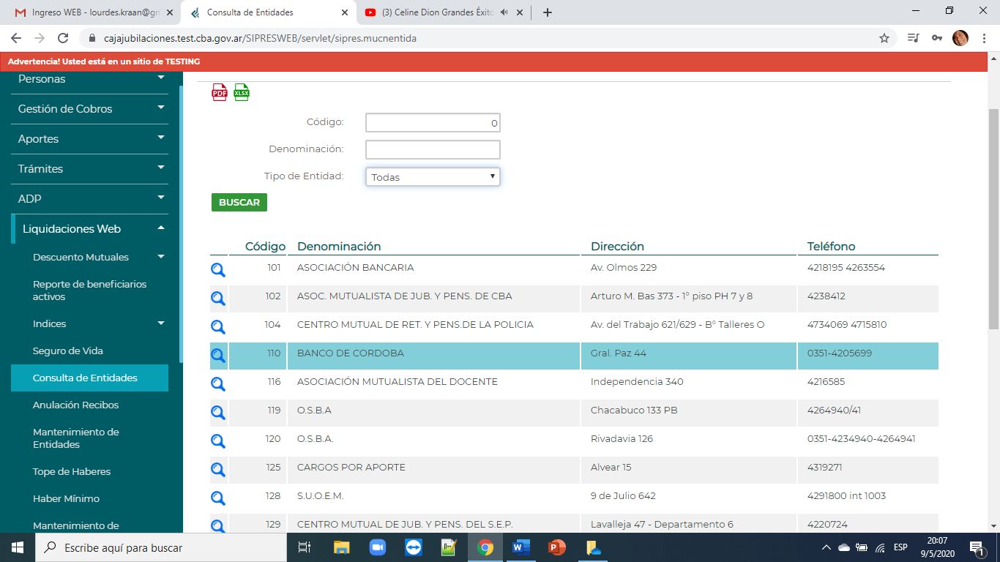 Ingreso WEB - lourdes.kraan@gm
Consulta de Entidades
(3) Celine Dion Grandes Éxito
cajajubilaciones.test.cba.gov.ar/SIPRESWEB/servlet/sipres.mucnentida
Advertencia! Usted está en un sitio de TESTING
Personas
Gestión de Cobros
Aportes
Trámites
ADP
Liquidaciones Web
Descuento Mutuales
Reporte de beneficiarios
activos
Indices
Seguro de Vida
Consulta de Entidades
Anulación Recibos
Mantenimiento de
Entidades
Tope de Haberes
Haber Mínimo
Mantenimiento de
PDF XLSX
Código: 0
Denominación:
Tipo de Entidad: Todas
BUSCAR
Código Denominación Dirección Teléfono
101 ASOCIACIÓN BANCARIA Av. Olmos 229 4218195 4263554
102 ASOC. MUTUALISTA DE JUB. Y PENS. DE CBA Arturo M. Bas 373 - 1° piso PH 7 y 8 4238412
104 CENTRO MUTUAL DE RET. Y PENS.DE LA POLICIA Av. del Trabajo 621/629 - B° Talleres O 4734069 4715810
110 BANCO DE CORDOBA Gral. Paz 44 0351-4205699
116 ASOCIACIÓN MUTUALISTA DEL DOCENTE Independencia 340 4216585
119 O.S.B.A Chacabuco 133 PB 4264940/41
120 O.S.B.A. Rivadavia 126 0351-4234940-4264941
125 CARGOS POR APORTE Alvear 15 4319271
128 S.U.O.E.M. 9 de Julio 642 4291800 int 1003
129 CENTRO MUTUAL DE JUB. Y PENS. DEL S.E.P. Lavalleja 47 - Departamento 6 4220724
Escribe aquí para buscar
ESP
20:07
9/5/2020
1